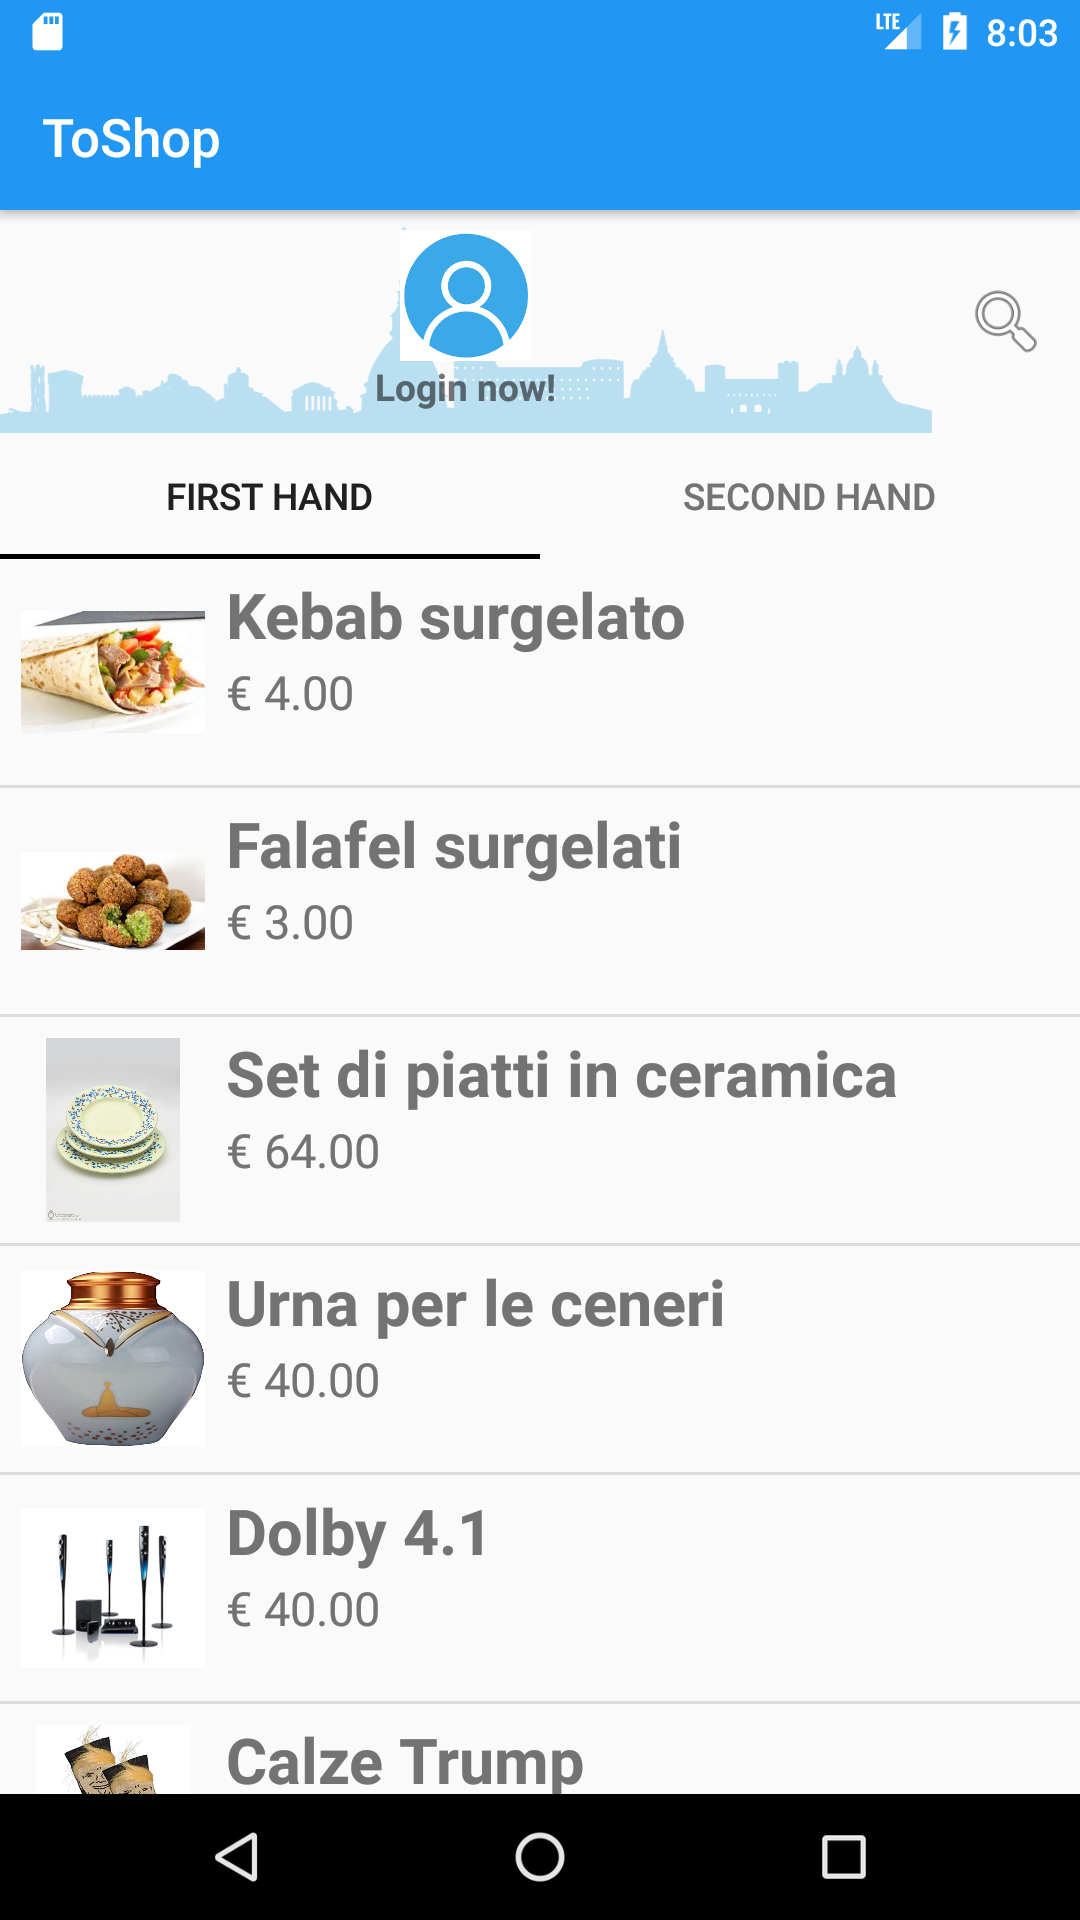 LTE 8:03
ToShop
Login now!
FIRST HAND SECOND HAND
Kebab surgelato
€ 4.00
Falafel surgelati
€ 3.00
Set di piatti in ceramica
€ 64.00
Urna per le ceneri
€ 40.00
Dolby 4.1
€ 40.00
Calze Trump